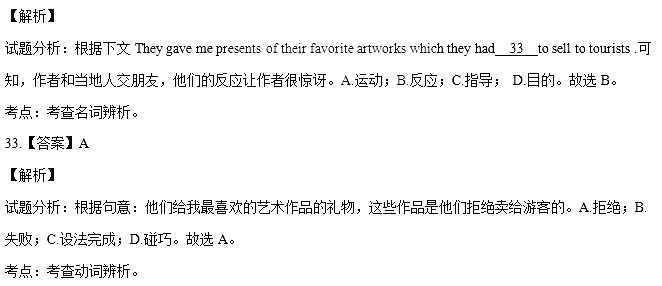 【解析】
试题分析：根据下文 They gave me presents of their favorite artworks which they had__33__to sell to tourists .可
知，作者和当地人交朋友，他们的反应让作者很惊讶。A.运动；B.反应；C.指导； D.目的。故选 B。
考点：考查名词辨析。
33.【答案】A
【解析】
试题分析：根据句意：他们给我最喜欢的艺术作品的礼物，这些作品是他们拒绝卖给游客的。A.拒绝；B.
失败；C.设法完成；D.碰巧。故选 A。
考点：考查动词辨析。